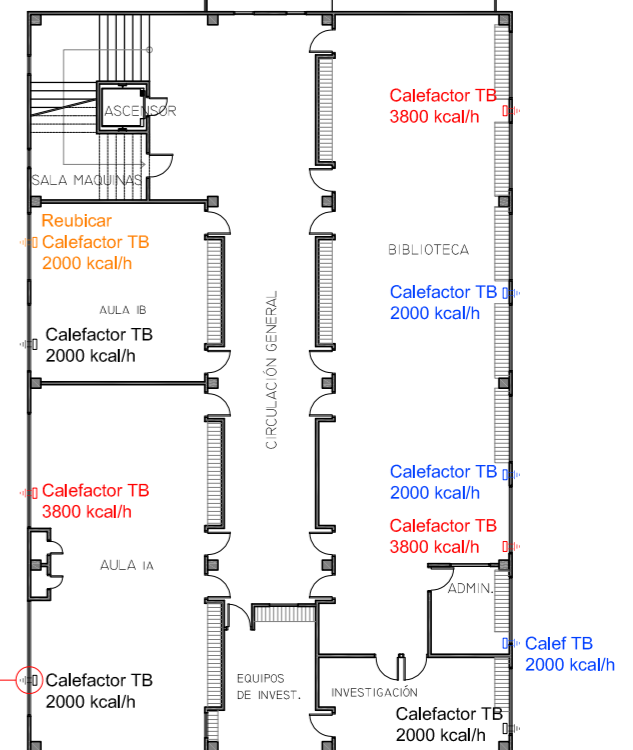 Calefactor TB
3800 kcal/h
ASCENSOR
SALA MAQUINAS
Reubicar
Calefactor TB
2000 kcal/h
BIBLIOTECA
Calefactor TB
2000 kcal/h
AULA IB
Calefactor TB
2000 kcal/h
CIRCULACIÓN GENERAL
Calefactor TB
2000 kcal/h
Calefactor TB
3800 kcal/h
Calefactor TB
3800 kcal/h
AULA IA
ADMIN.
Calef TB
2000 kcal/h
Calefactor TB
2000 kcal/h
EQUIPOS
DE INVEST.
INVESTIGACIÓN
Calefactor TB
2000 kcal/h